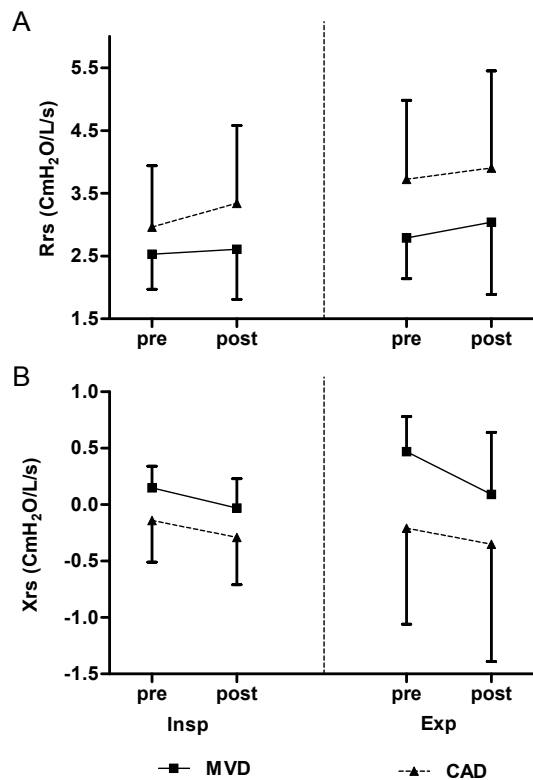 A
Rrs (CmH₂O/L/s)
5.5
4.5
3.5
2.5
1.5
pre post pre post
B
Xrs (CmH₂O/L/s)
1.0
0.5
0.0
-0.5
-1.0
-1.5
pre post pre post
Insp Exp
MVD CAD